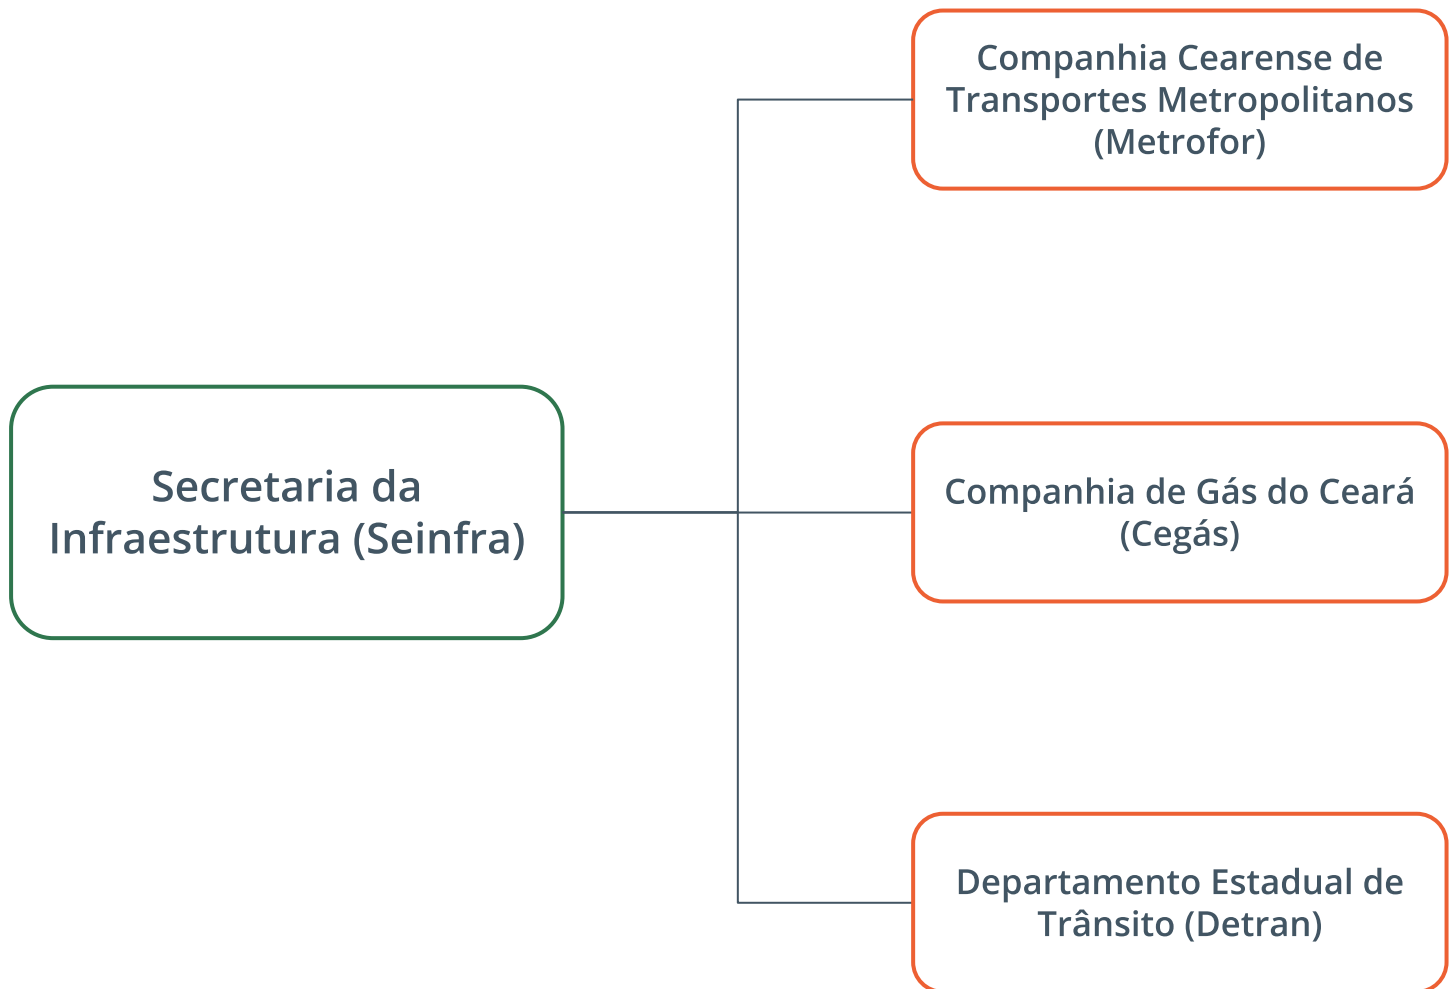 Companhia Cearense de
Transportes Metropolitanos
(Metrofor)
Secretaria da
Infraestrutura (Seinfra)
Companhia de Gás do Ceará
(Cegás)
Departamento Estadual de
Trânsito (Detran)